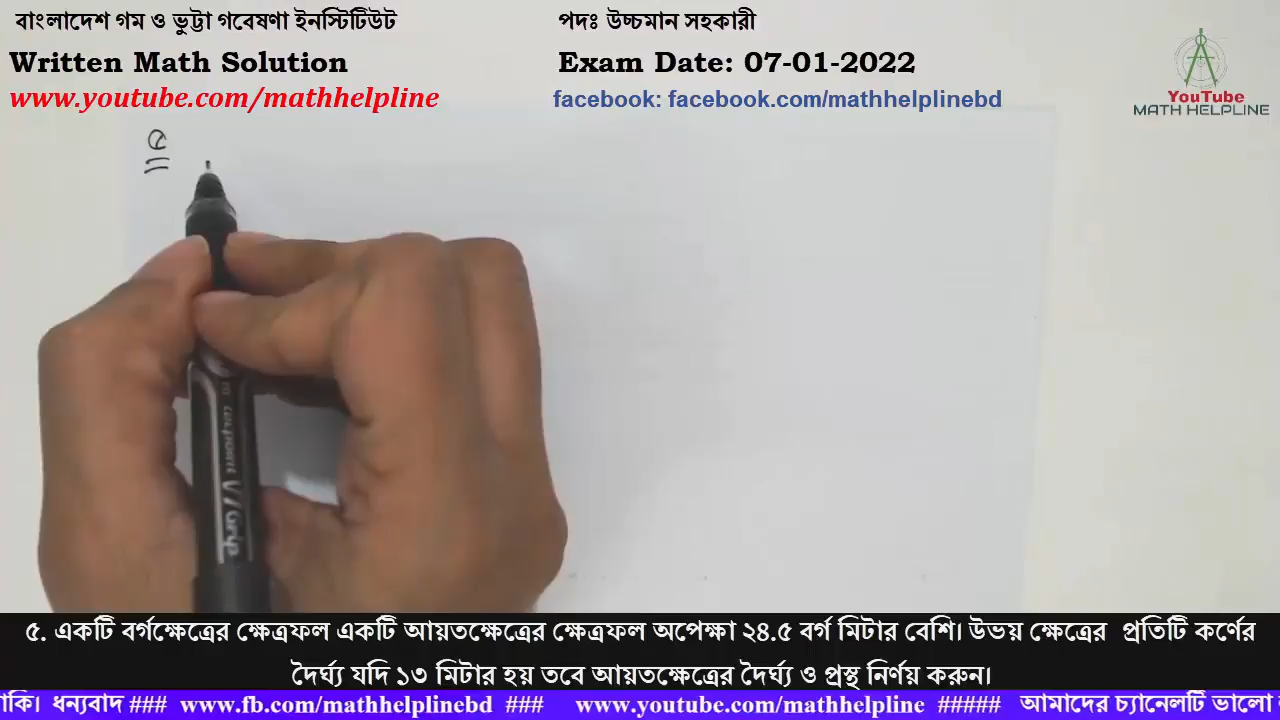 বাংলাদেশ গম ও ভুট্টা গবেষণা ইনস্টিটিউট
পদঃ উচ্চমান সহকারী
Written Math Solution
Exam Date: 07-01-2022
www.youtube.com/mathhelpline
facebook: facebook.com/mathhelplinebd
YouTube
MATH HELPLINE
৫
V7 Grip
৫. একটি বর্গক্ষেত্রের ক্ষেত্রফল একটি আয়তক্ষেত্রের ক্ষেত্রফল অপেক্ষা ২৪.৫ বর্গ মিটার বেশি। উভয় ক্ষেত্রের প্রতিটি কর্ণের
দৈর্ঘ্য যদি ১৩ মিটার হয় তবে আয়তক্ষেত্রের দৈর্ঘ্য ও প্রস্থ নির্ণয় করুন।
াকি। ধন্যবাদ ### www.fb.com/mathhelplinebd ### www.youtube.com/mathhelpline ##### আমাদের চ্যানেলটি ভালো